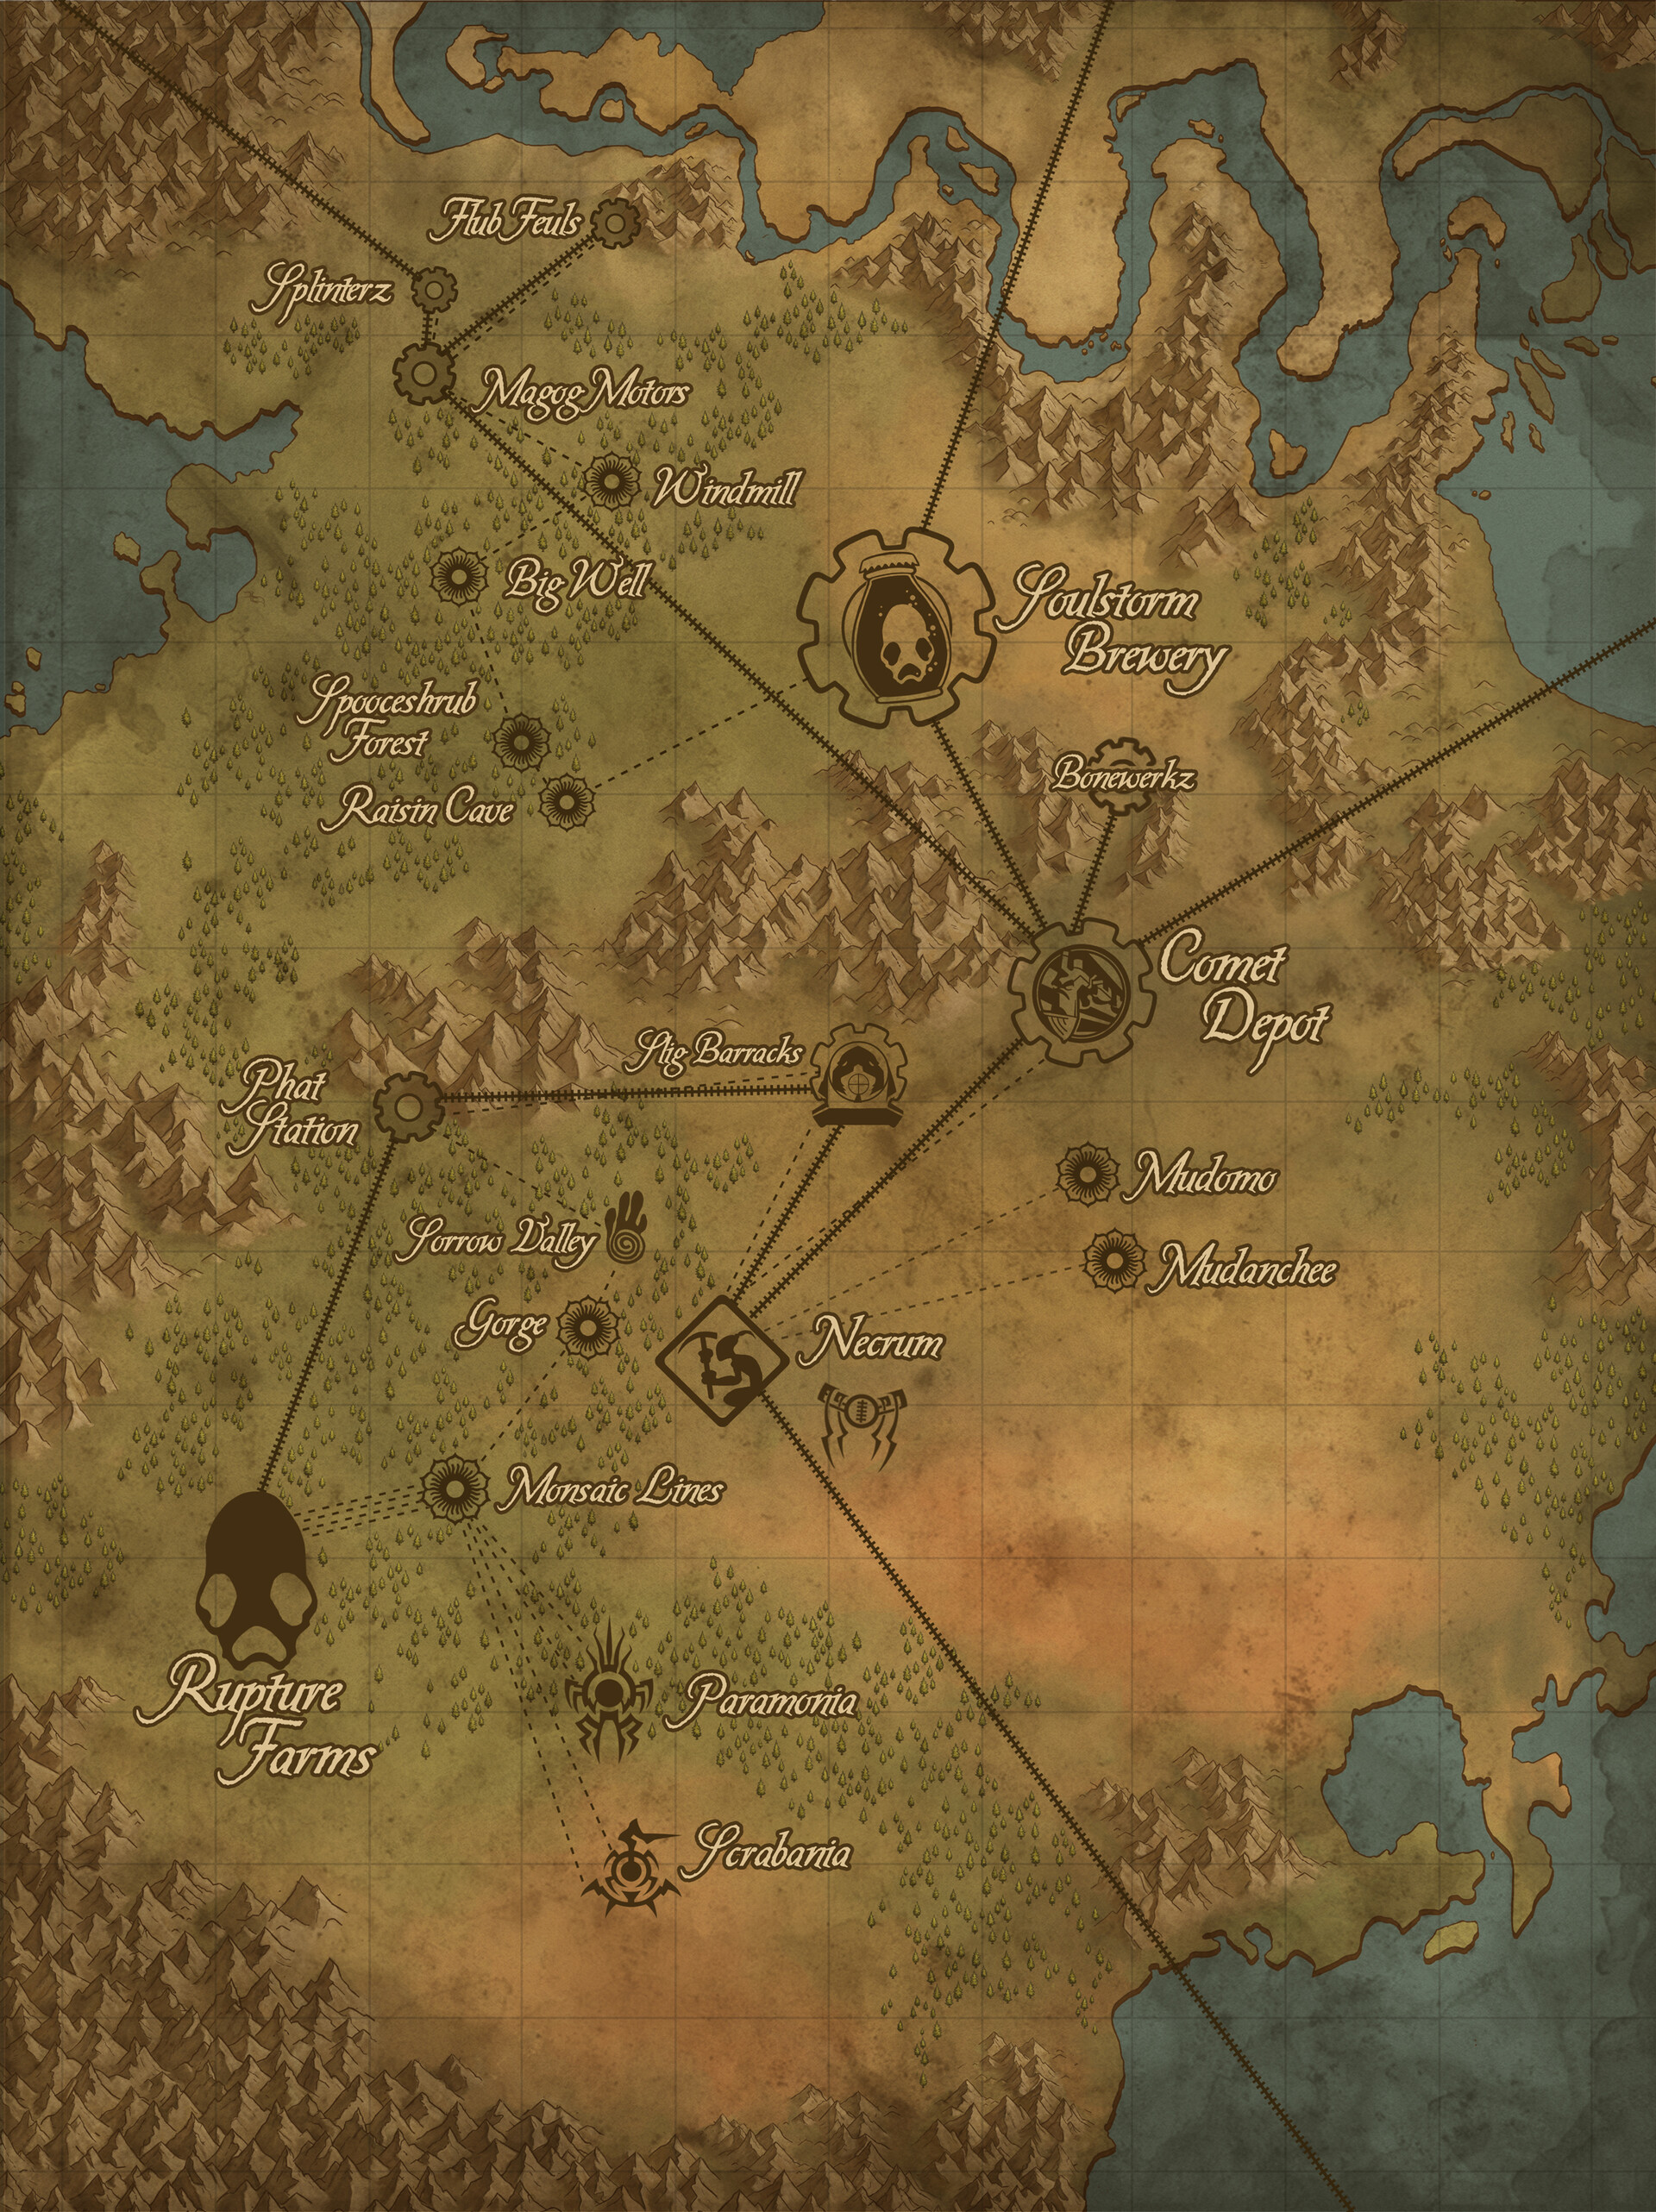 Flub Feuls
Splinterz
Magog Motors
Windmill
Big Well
Soulstorm
Brewery
Spooceshrub
Forest
Bonewerkz
Raisin Cave
Comet
Depot
Slig Barracks
Phat
Station
Mudomo
Sorrow Valley
Mudanchee
Gorge
Necrum
Monsaic Lines
Rupture
Farms
Paramonia
Scrabania